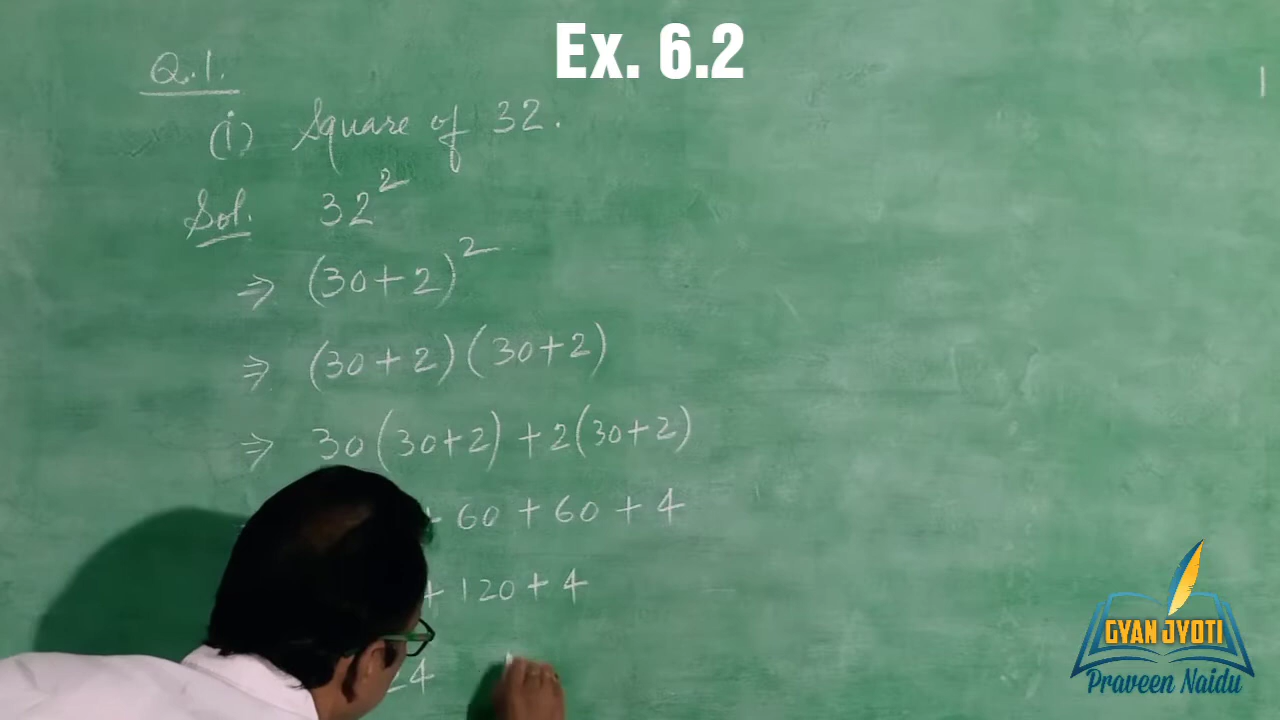 Ex. 6.2
Q.1.
(i) Square of 32.
Sol. 32²
⇒ (30+2)²
⇒ (30+2)(30+2)
⇒ 30(30+2)+2(30+2)
60+60+4
+120+4
4
GYAN JYOTI
Praveen Naidu